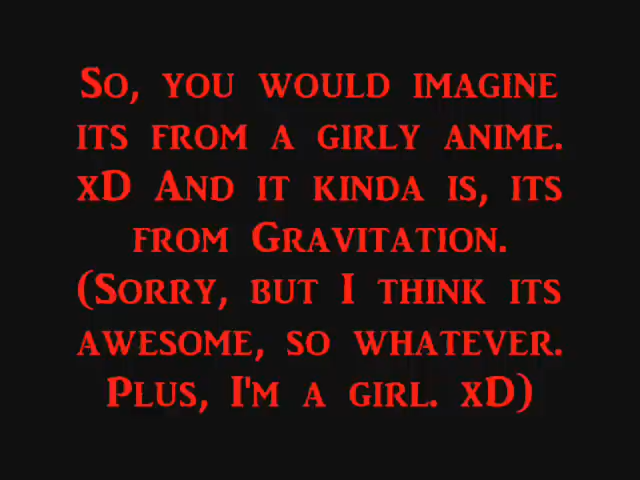 So, you would imagine
its from a girly anime.
xD And it kinda is, its
from Gravitation.
(Sorry, but I think its
awesome, so whatever.
Plus, I'm a girl. xD)